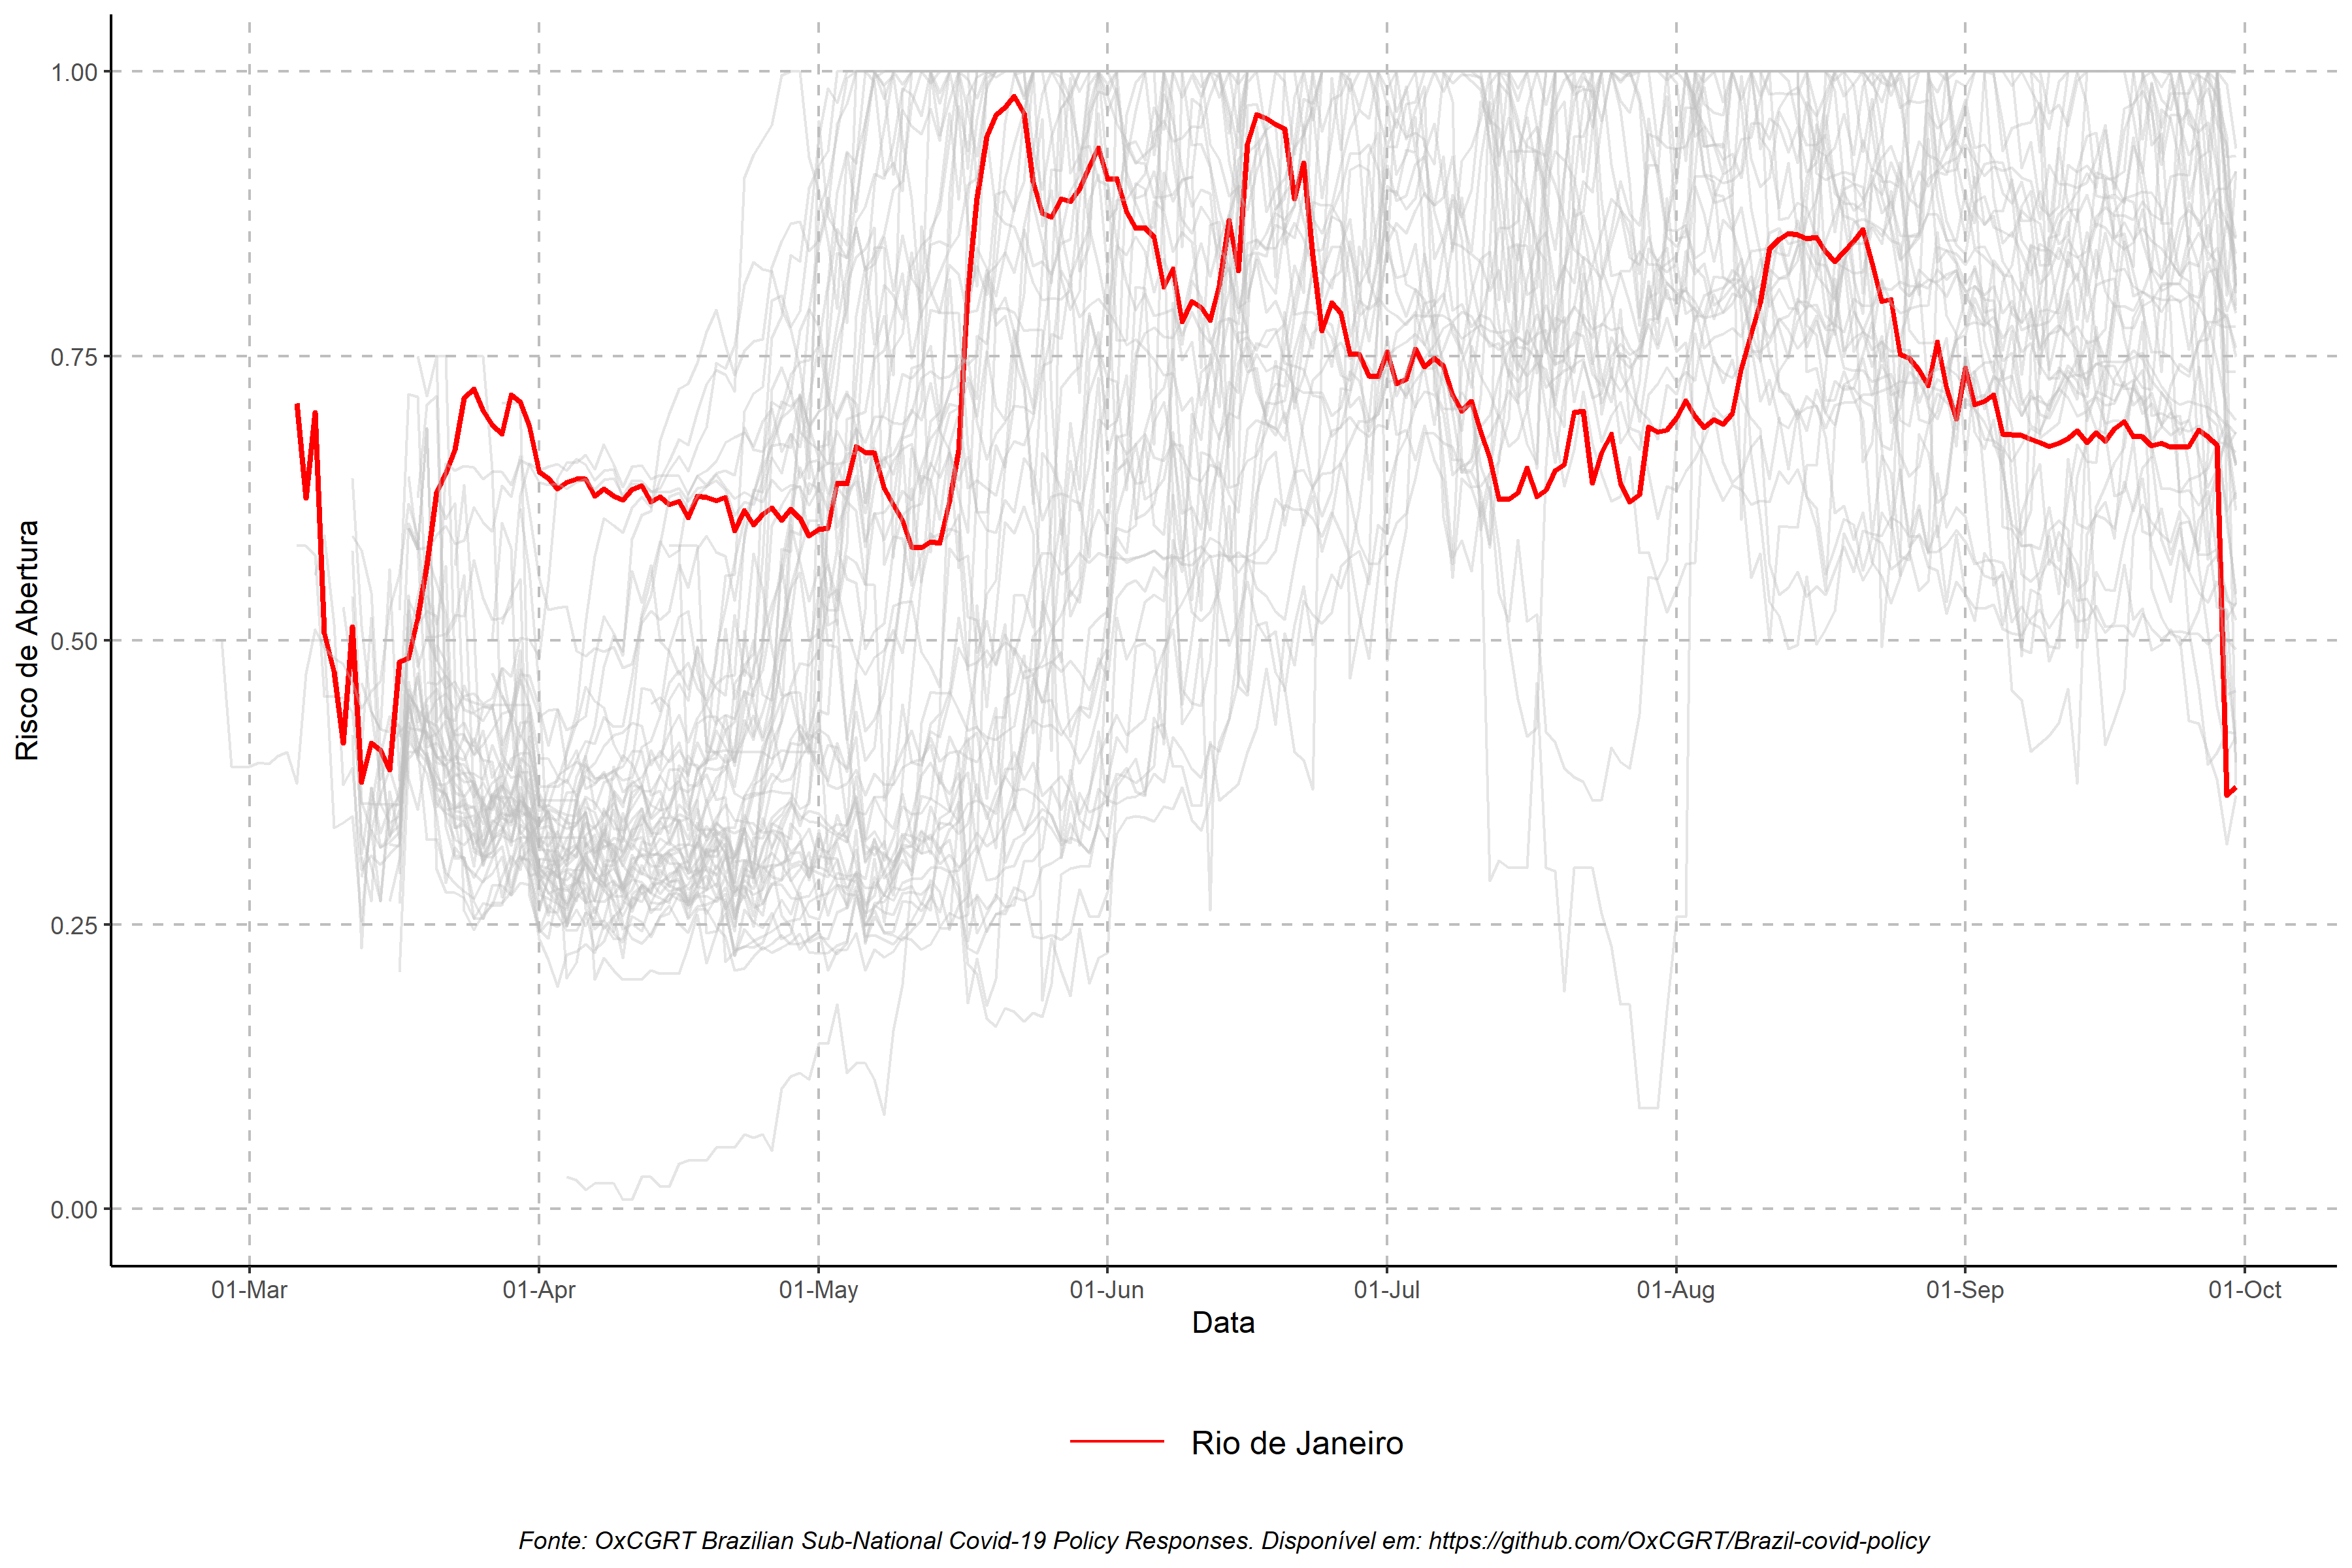 Risco de Abertura
1.00
0.75
0.50
0.25
0.00
01-Mar 01-Apr 01-May 01-Jun 01-Jul 01-Aug 01-Sep 01-Oct
Data
Rio de Janeiro
Fonte: OxCGRT Brazilian Sub-National Covid-19 Policy Responses. Disponível em: https://github.com/OxCGRT/Brazil-covid-policy